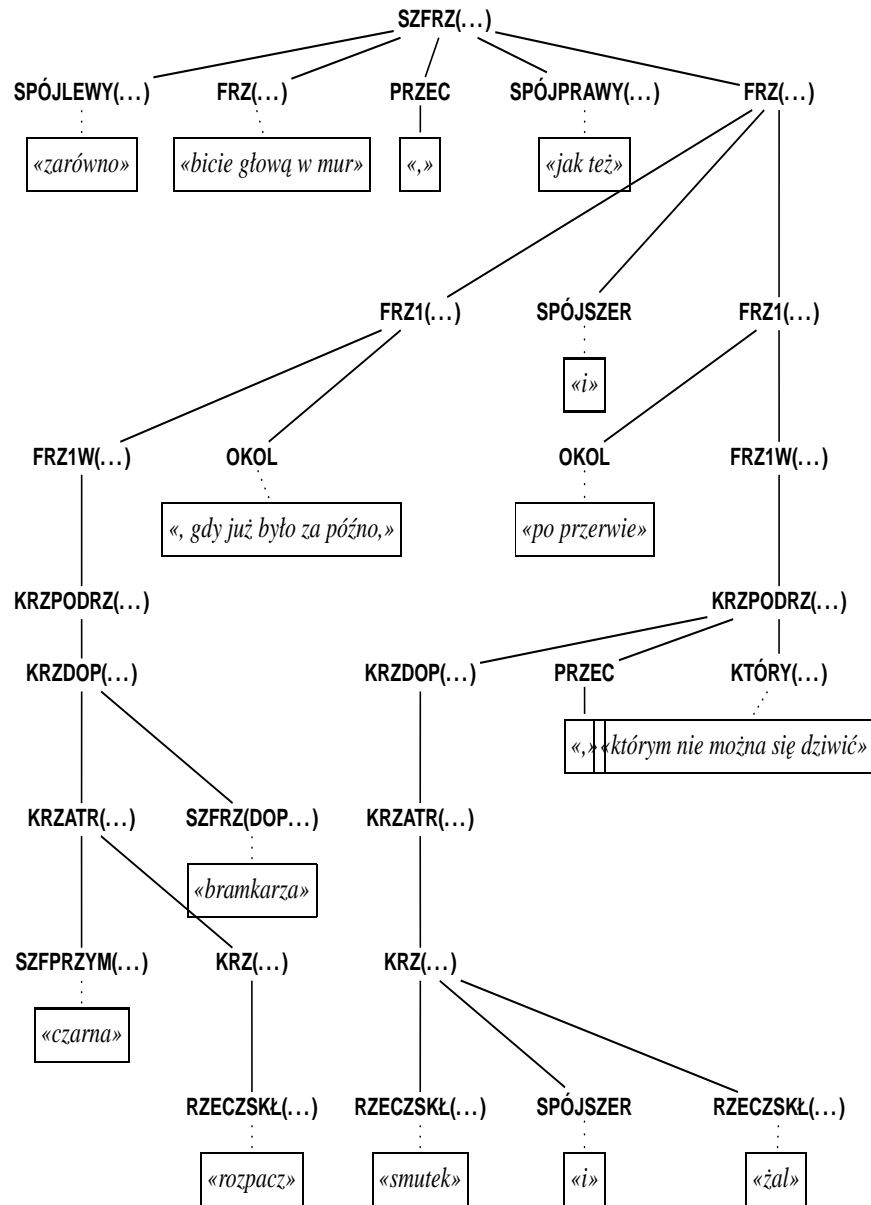 SZFRZ(...)
SPÓJLEWY(...) FRZ(...) PRZEC SPÓJPRAWY(...) FRZ(...)
«zarówno» «bicie głową w mur» «,» «jak też»
FRZ1(...) SPÓJSZER FRZ1(...)
«i»
FRZ1W(...) OKOL OKOL FRZ1W(...)
«, gdy już było za późno,» «po przerwie»
KRZPODRZ(...) KRZPODRZ(...)
KRZDOP(...) KRZDOP(...) PRZEC KTÓRY(...)
«,» «którym nie można się dziwić»
KRZATR(...) SZFRZ(DOP...) KRZATR(...)
«bramkarza»
SZFPRZYM(...) KRZ(...) KRZ(...)
«czarna»
RZECZSKŁ(...) RZECZSKŁ(...) SPÓJSZER RZECZSKŁ(...)
«rozpacz» «smutek» «i» «żal»